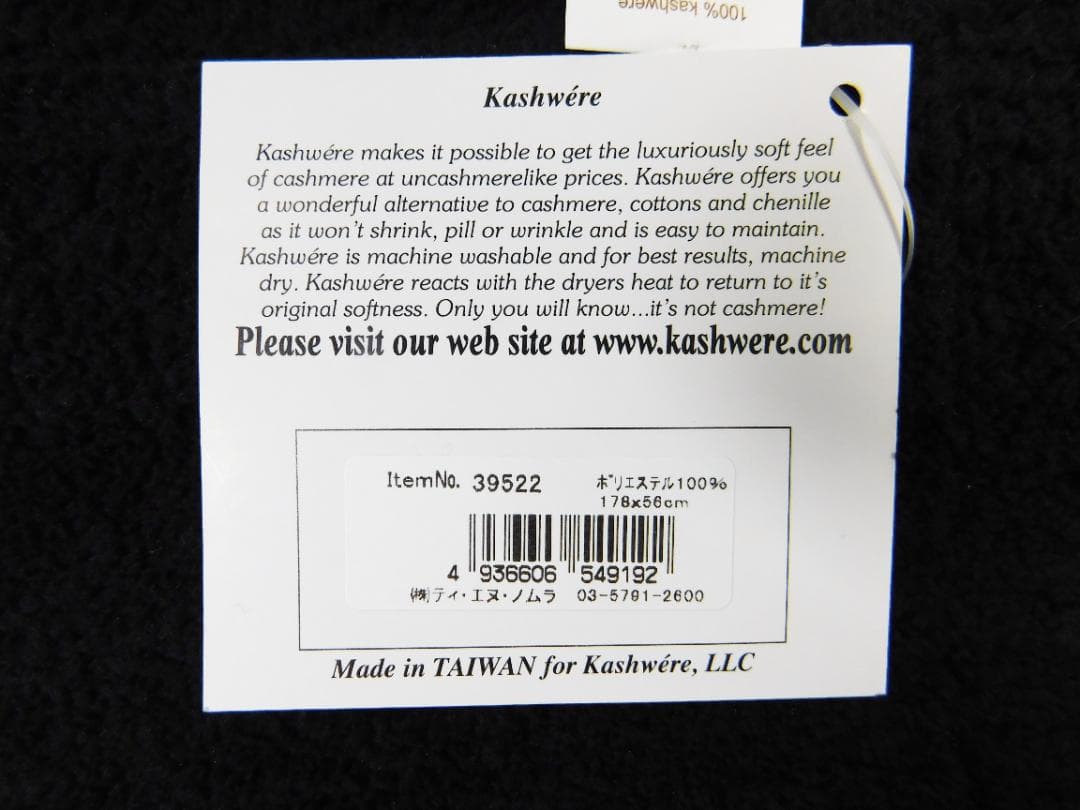 100% kashwere
Kashwére
Kashwére makes it possible to get the luxuriously soft feel
of cashmere at uncashmerelike prices. Kashwére offers you
a wonderful alternative to cashmere, cottons and chenille
as it won't shrink, pill or wrinkle and is easy to maintain.
Kashwére is machine washable and for best results, machine
dry. Kashwére reacts with the dryers heat to return to it's
original softness. Only you will know...it's not cashmere!
Please visit our web site at www.kashwere.com
ItemNo. 39522 ポリエステル100%
178x56cm
4 936606 549192
㈱ティ・エヌ・ノムラ 03-5791-2600
Made in TAIWAN for Kashwére, LLC